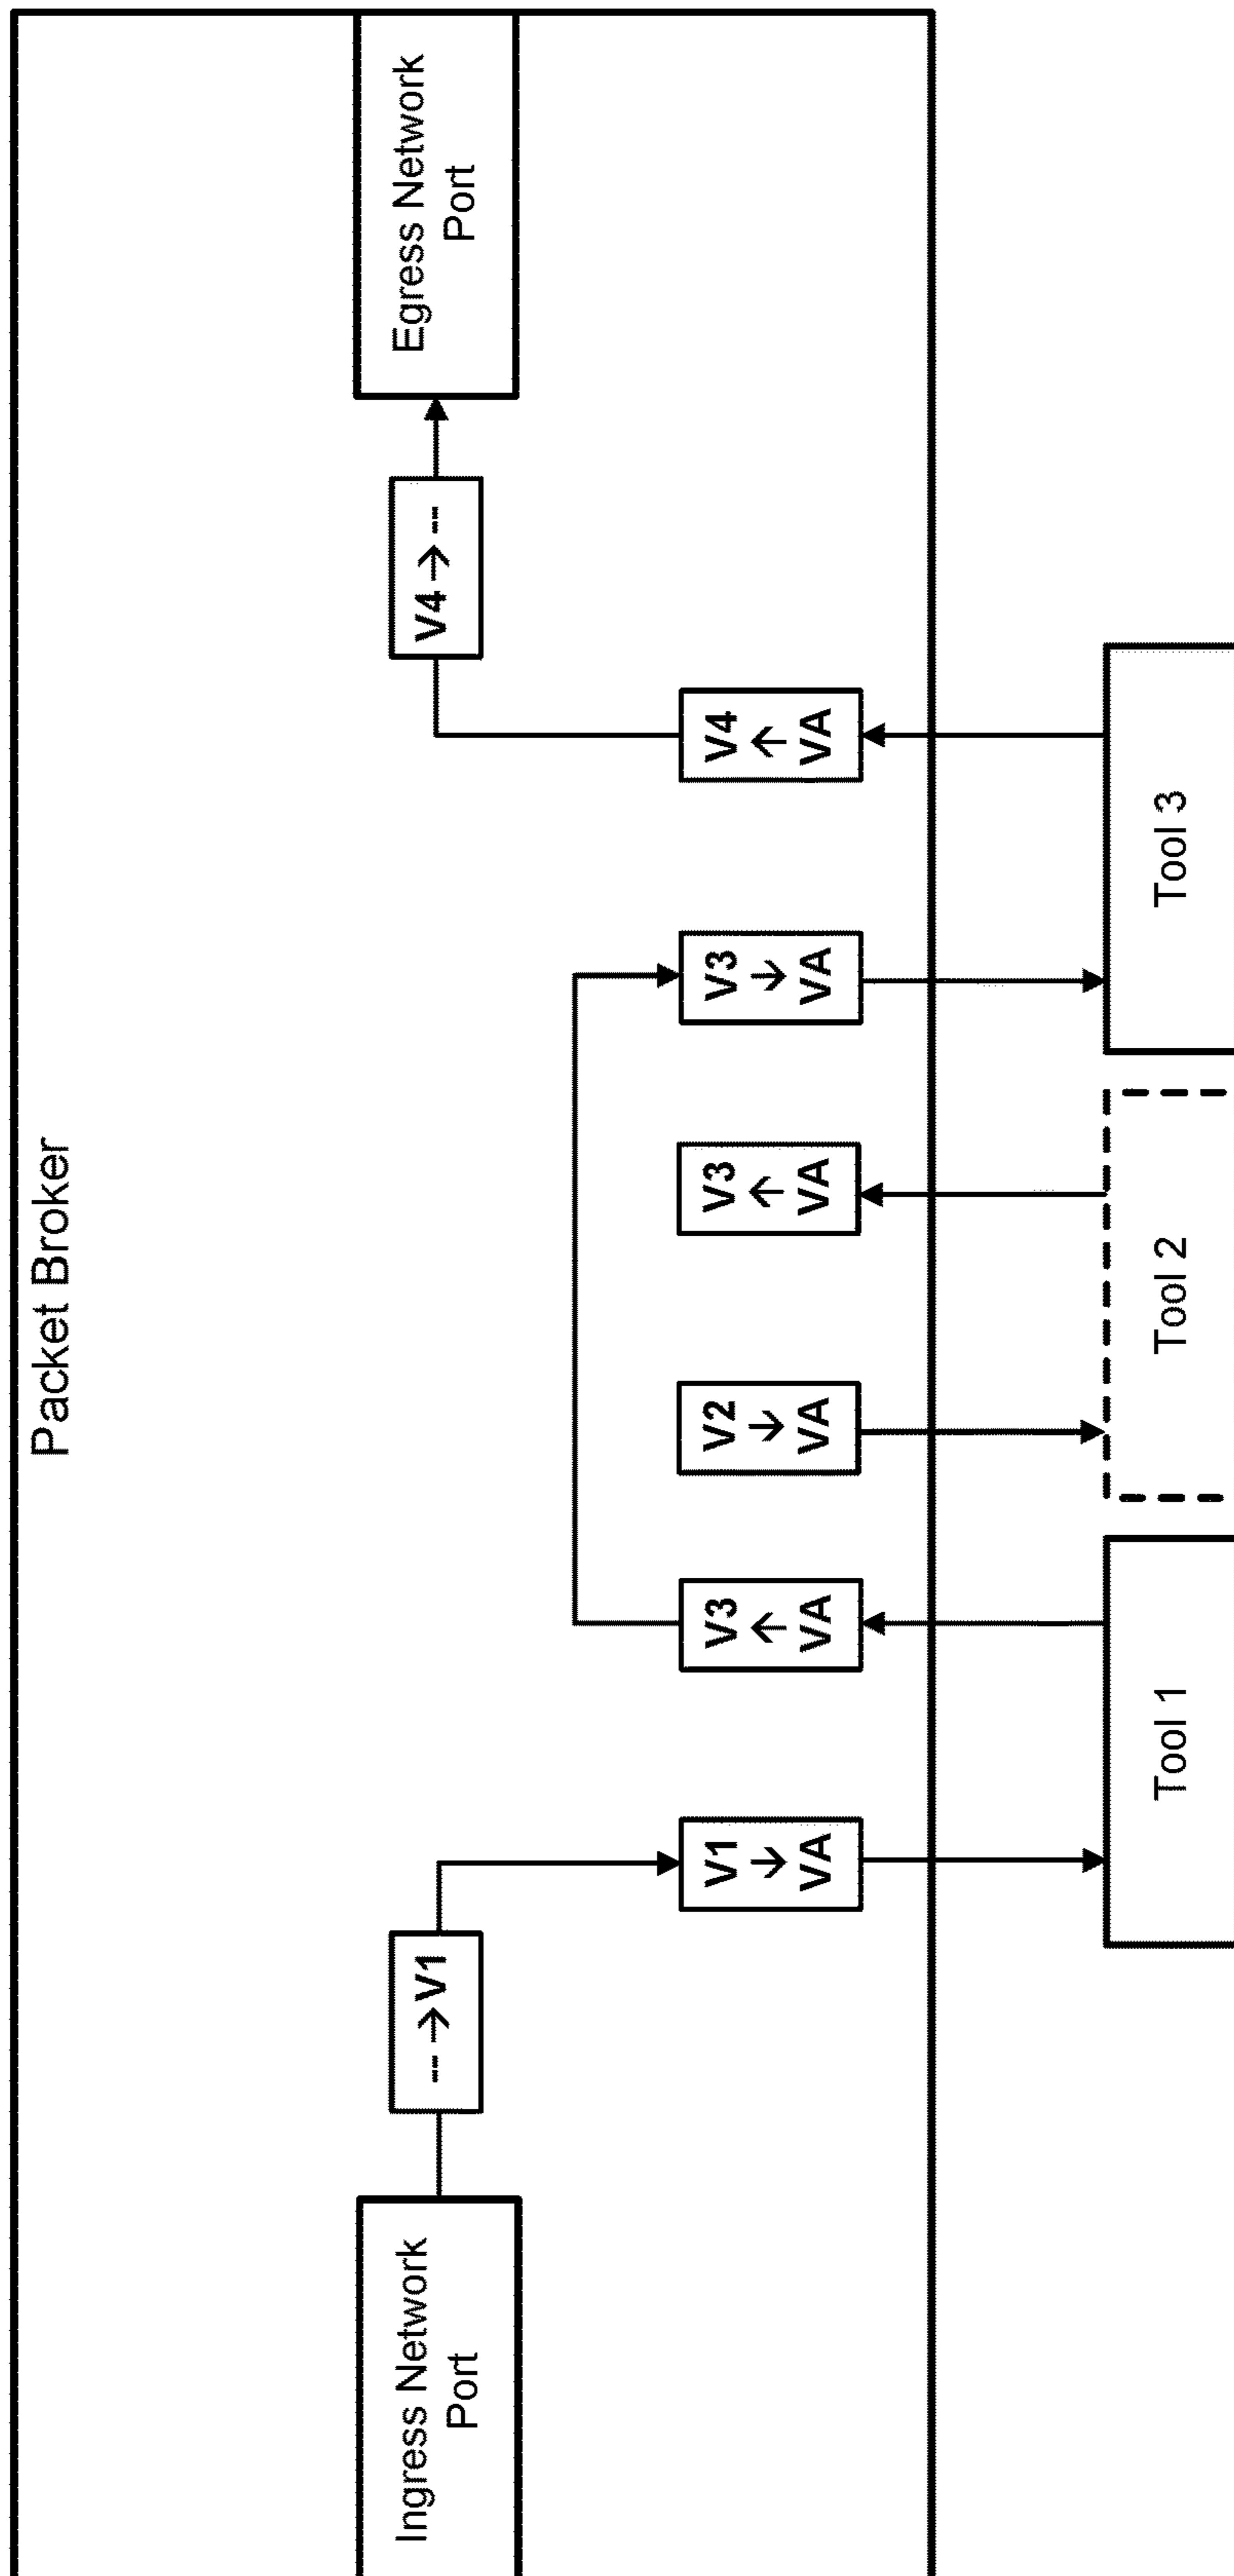 Packet Broker
Ingress Network
Port
-- → V1
V4 → --
Egress Network
Port
V1
↓
VA
V3
↑
VA
V2
↓
VA
V3
↑
VA
V3
↓
VA
V4
↑
VA
Tool 1
Tool 2
Tool 3